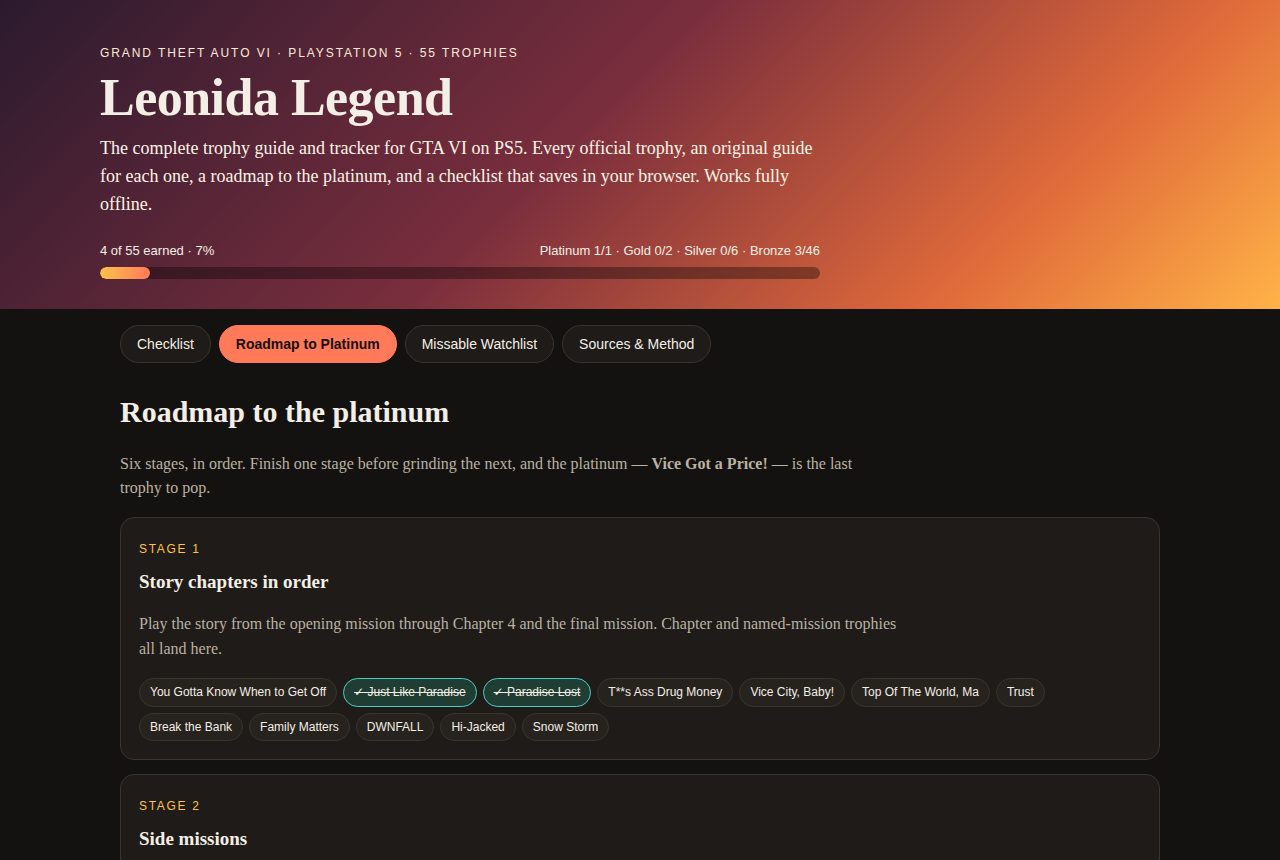 GRAND THEFT AUTO VI · PLAYSTATION 5 · 55 TROPHIES
Leonida Legend
The complete trophy guide and tracker for GTA VI on PS5. Every official trophy, an original guide
for each one, a roadmap to the platinum, and a checklist that saves in your browser. Works fully
offline.
4 of 55 earned · 7% Platinum 1/1 · Gold 0/2 · Silver 0/6 · Bronze 3/46
Checklist Roadmap to Platinum Missable Watchlist Sources & Method
Roadmap to the platinum
Six stages, in order. Finish one stage before grinding the next, and the platinum — Vice Got a Price! — is the last
trophy to pop.
STAGE 1
Story chapters in order
Play the story from the opening mission through Chapter 4 and the final mission. Chapter and named-mission trophies
all land here.
You Gotta Know When to Get Off ✓ Just Like Paradise ✓ Paradise Lost T**s Ass Drug Money Vice City, Baby! Top Of The World, Ma Trust
Break the Bank Family Matters DWNFALL Hi-Jacked Snow Storm
STAGE 2
Side missions